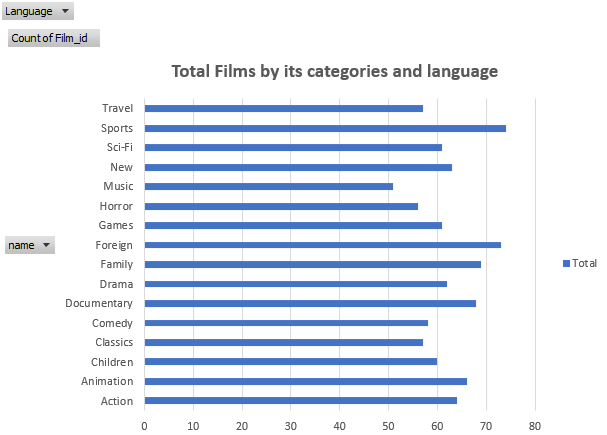 Language
Count of Film_id
Total Films by its categories and language
Travel
Sports
Sci-Fi
New
Music
Horror
Games
name
Foreign
Total
Family
Drama
Documentary
Comedy
Classics
Children
Animation
Action
0 10 20 30 40 50 60 70 80